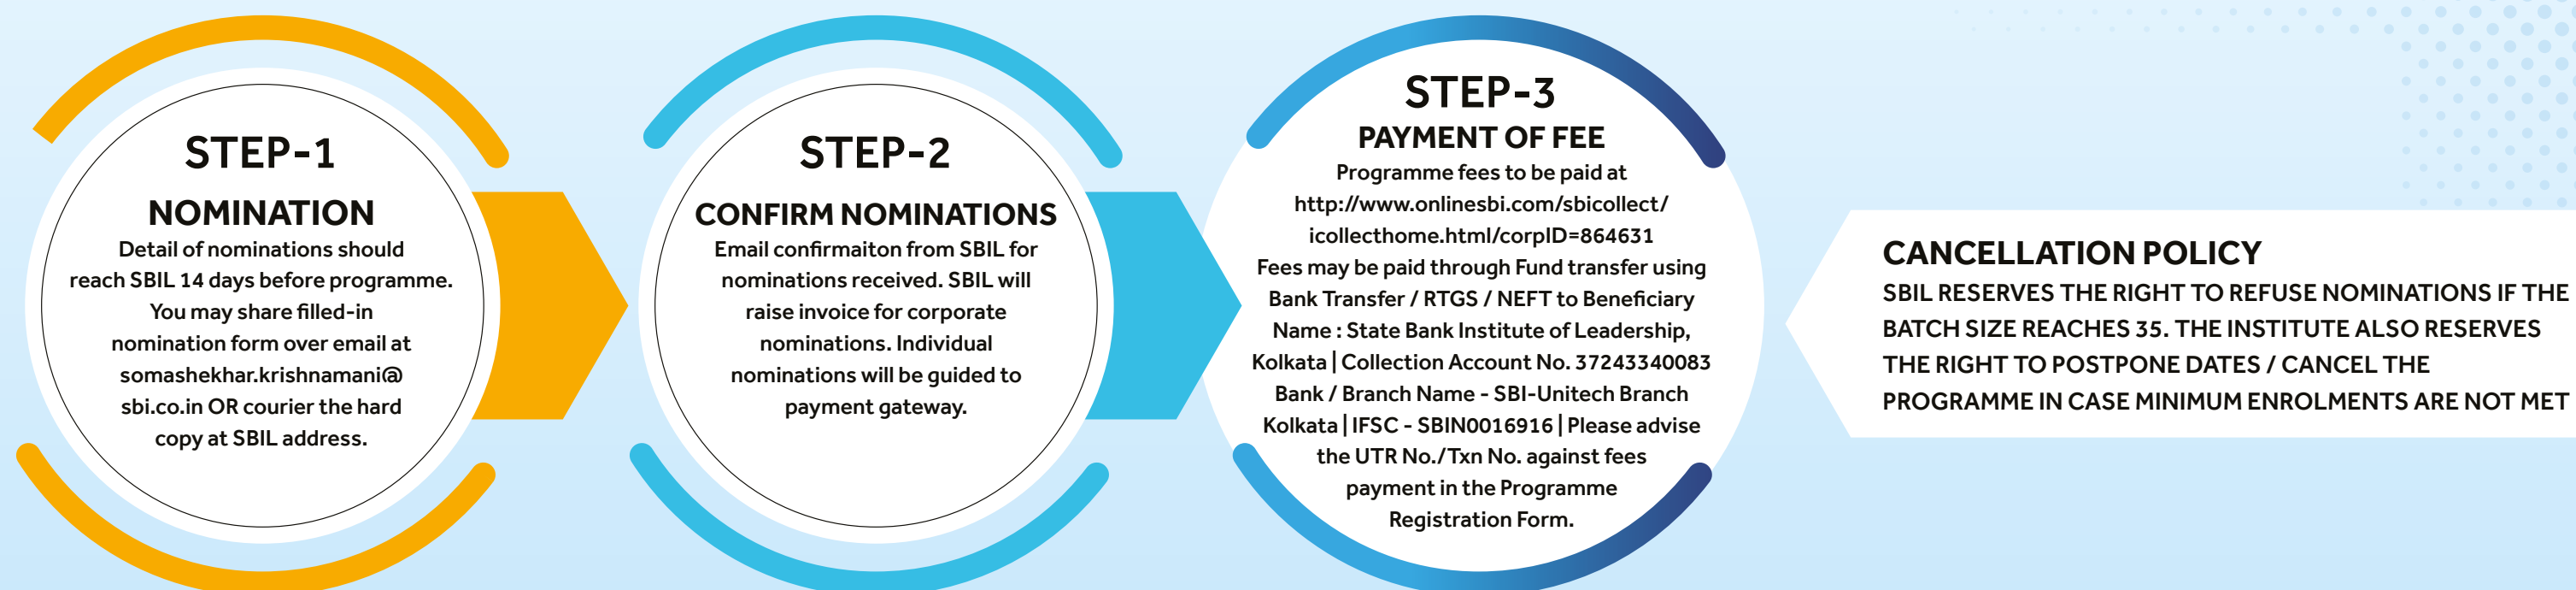 STEP-1
NOMINATION
Detail of nominations should
reach SBIL 14 days before programme.
You may share filled-in
nomination form over email at
somashekhar.krishnamani@
sbi.co.in OR courier the hard
copy at SBIL address.
STEP-2
CONFIRM NOMINATIONS
Email confirmaiton from SBIL for
nominations received. SBIL will
raise invoice for corporate
nominations. Individual
nominations will be guided to
payment gateway.
STEP-3
PAYMENT OF FEE
Programme fees to be paid at
http://www.onlinesbi.com/sbicollect/
icollecthome.html/corpID=864631
Fees may be paid through Fund transfer using
Bank Transfer / RTGS / NEFT to Beneficiary
Name : State Bank Institute of Leadership,
Kolkata | Collection Account No. 37243340083
Bank / Branch Name - SBI-Unitech Branch
Kolkata | IFSC - SBIN0016916 | Please advise
the UTR No./Txn No. against fees
payment in the Programme
Registration Form.
CANCELLATION POLICY
SBIL RESERVES THE RIGHT TO REFUSE NOMINATIONS IF THE
BATCH SIZE REACHES 35. THE INSTITUTE ALSO RESERVES
THE RIGHT TO POSTPONE DATES / CANCEL THE
PROGRAMME IN CASE MINIMUM ENROLMENTS ARE NOT MET